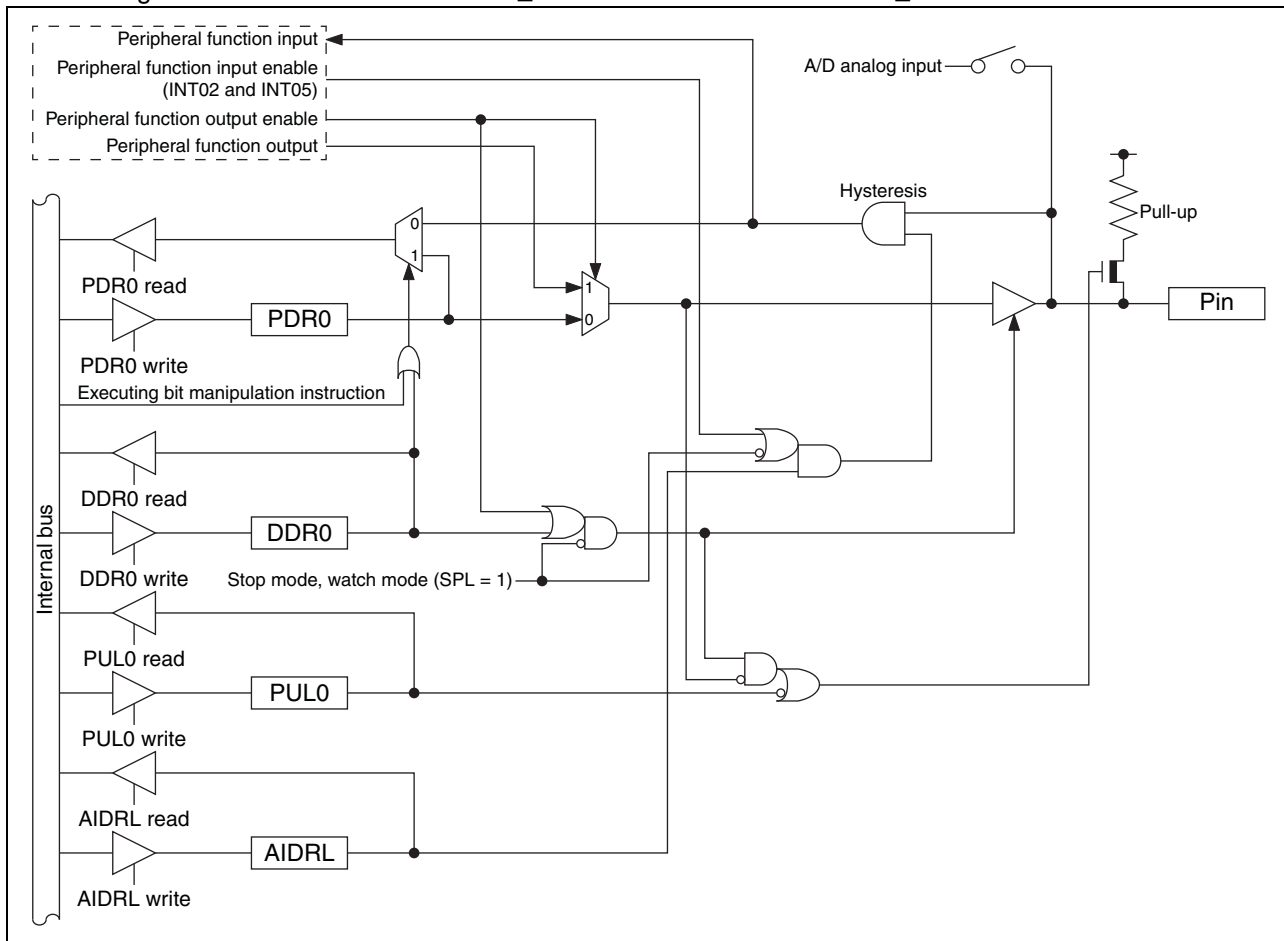 Peripheral function input
Peripheral function input enable
(INT02 and INT05)
Peripheral function output enable
Peripheral function output
A/D analog input
Hysteresis
Pull-up
0
1
PDR0 read
1
0
PDR0
Pin
PDR0 write
Executing bit manipulation instruction
DDR0 read
DDR0
DDR0 write
Stop mode, watch mode (SPL = 1)
Internal bus
PUL0 read
PUL0
PUL0 write
AIDRL read
AIDRL
AIDRL write